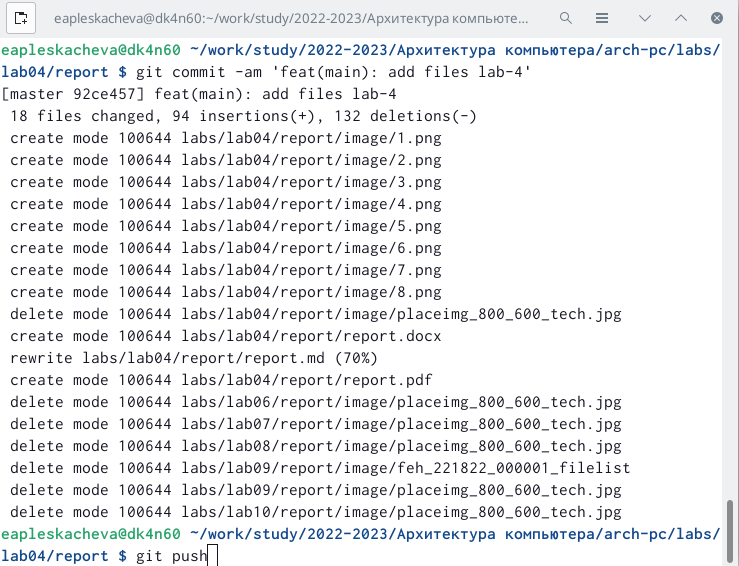 eapleskacheva@dk4n60:~/work/study/2022-2023/Архитектура компьюте...
eapleskacheva@dk4n60 ~/work/study/2022-2023/Архитектура компьютера/arch-pc/labs/
lab04/report $ git commit -am 'feat(main): add files lab-4'
[master 92ce457] feat(main): add files lab-4
18 files changed, 94 insertions(+), 132 deletions(-)
create mode 100644 labs/lab04/report/image/1.png
create mode 100644 labs/lab04/report/image/2.png
create mode 100644 labs/lab04/report/image/3.png
create mode 100644 labs/lab04/report/image/4.png
create mode 100644 labs/lab04/report/image/5.png
create mode 100644 labs/lab04/report/image/6.png
create mode 100644 labs/lab04/report/image/7.png
create mode 100644 labs/lab04/report/image/8.png
delete mode 100644 labs/lab04/report/image/placeimg_800_600_tech.jpg
create mode 100644 labs/lab04/report/report.docx
rewrite labs/lab04/report/report.md (70%)
create mode 100644 labs/lab04/report/report.pdf
delete mode 100644 labs/lab06/report/image/placeimg_800_600_tech.jpg
delete mode 100644 labs/lab07/report/image/placeimg_800_600_tech.jpg
delete mode 100644 labs/lab08/report/image/placeimg_800_600_tech.jpg
delete mode 100644 labs/lab09/report/image/feh_221822_000001_filelist
delete mode 100644 labs/lab09/report/image/placeimg_800_600_tech.jpg
delete mode 100644 labs/lab10/report/image/placeimg_800_600_tech.jpg
eapleskacheva@dk4n60 ~/work/study/2022-2023/Архитектура компьютера/arch-pc/labs/
lab04/report $ git push